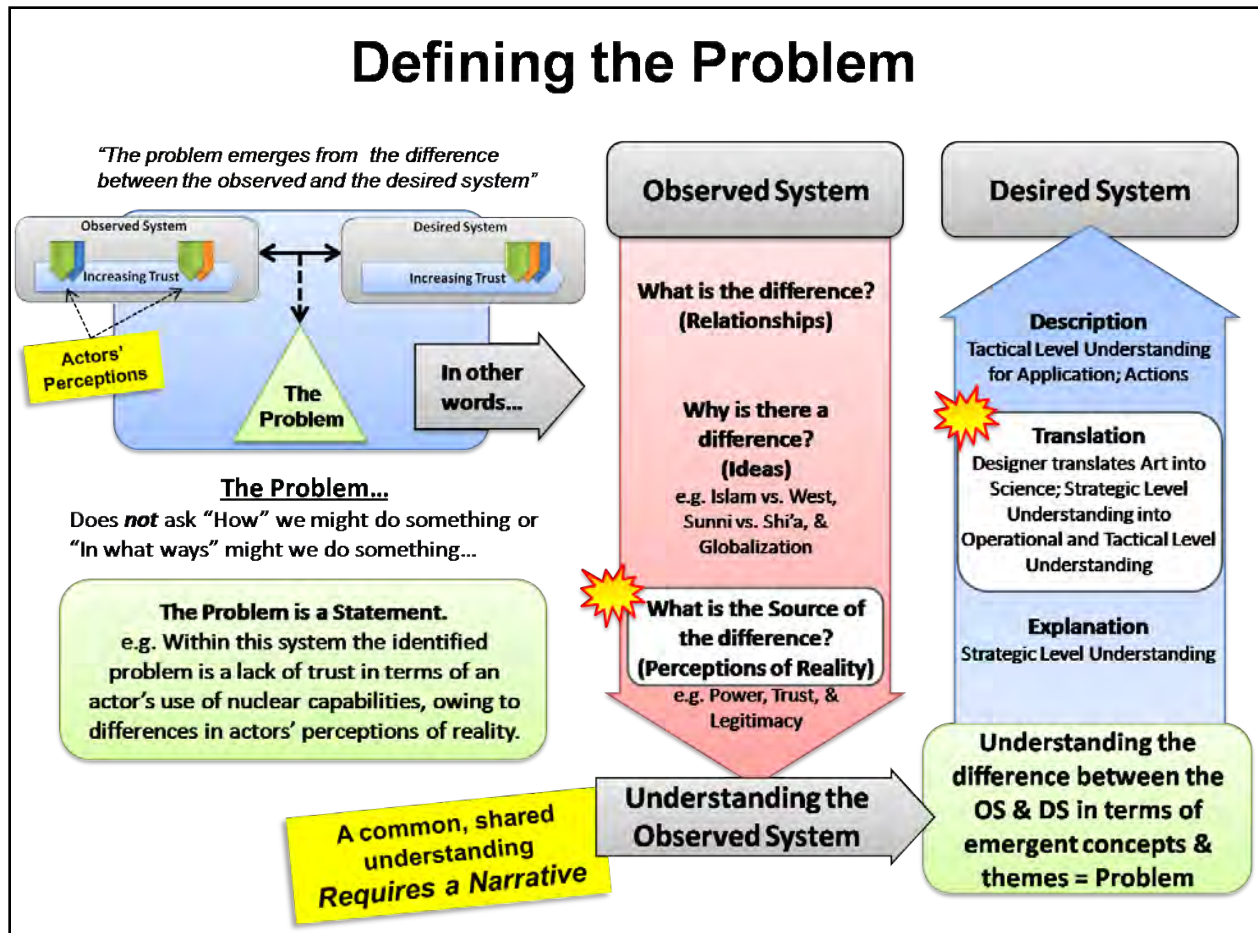 Defining the Problem
"The problem emerges from the difference
between the observed and the desired system"
Observed System
Increasing Trust
Desired System
Increasing Trust
Actors'
Perceptions
The
Problem
In other
words...
The Problem...
Does not ask "How" we might do something or
"In what ways" might we do something...
The Problem is a Statement.
e.g. Within this system the identified
problem is a lack of trust in terms of an
actor's use of nuclear capabilities, owing to
differences in actors' perceptions of reality.
A common, shared
understanding
Requires a Narrative
Observed System
What is the difference?
(Relationships)
Why is there a
difference?
(Ideas)
e.g. Islam vs. West,
Sunni vs. Shi'a, &
Globalization
What is the Source of
the difference?
(Perceptions of Reality)
e.g. Power, Trust, &
Legitimacy
Understanding the
Observed System
Desired System
Description
Tactical Level Understanding
for Application; Actions
Translation
Designer translates Art into
Science; Strategic Level
Understanding into
Operational and Tactical Level
Understanding
Explanation
Strategic Level Understanding
Understanding the
difference between the
OS & DS in terms of
emergent concepts &
themes = Problem